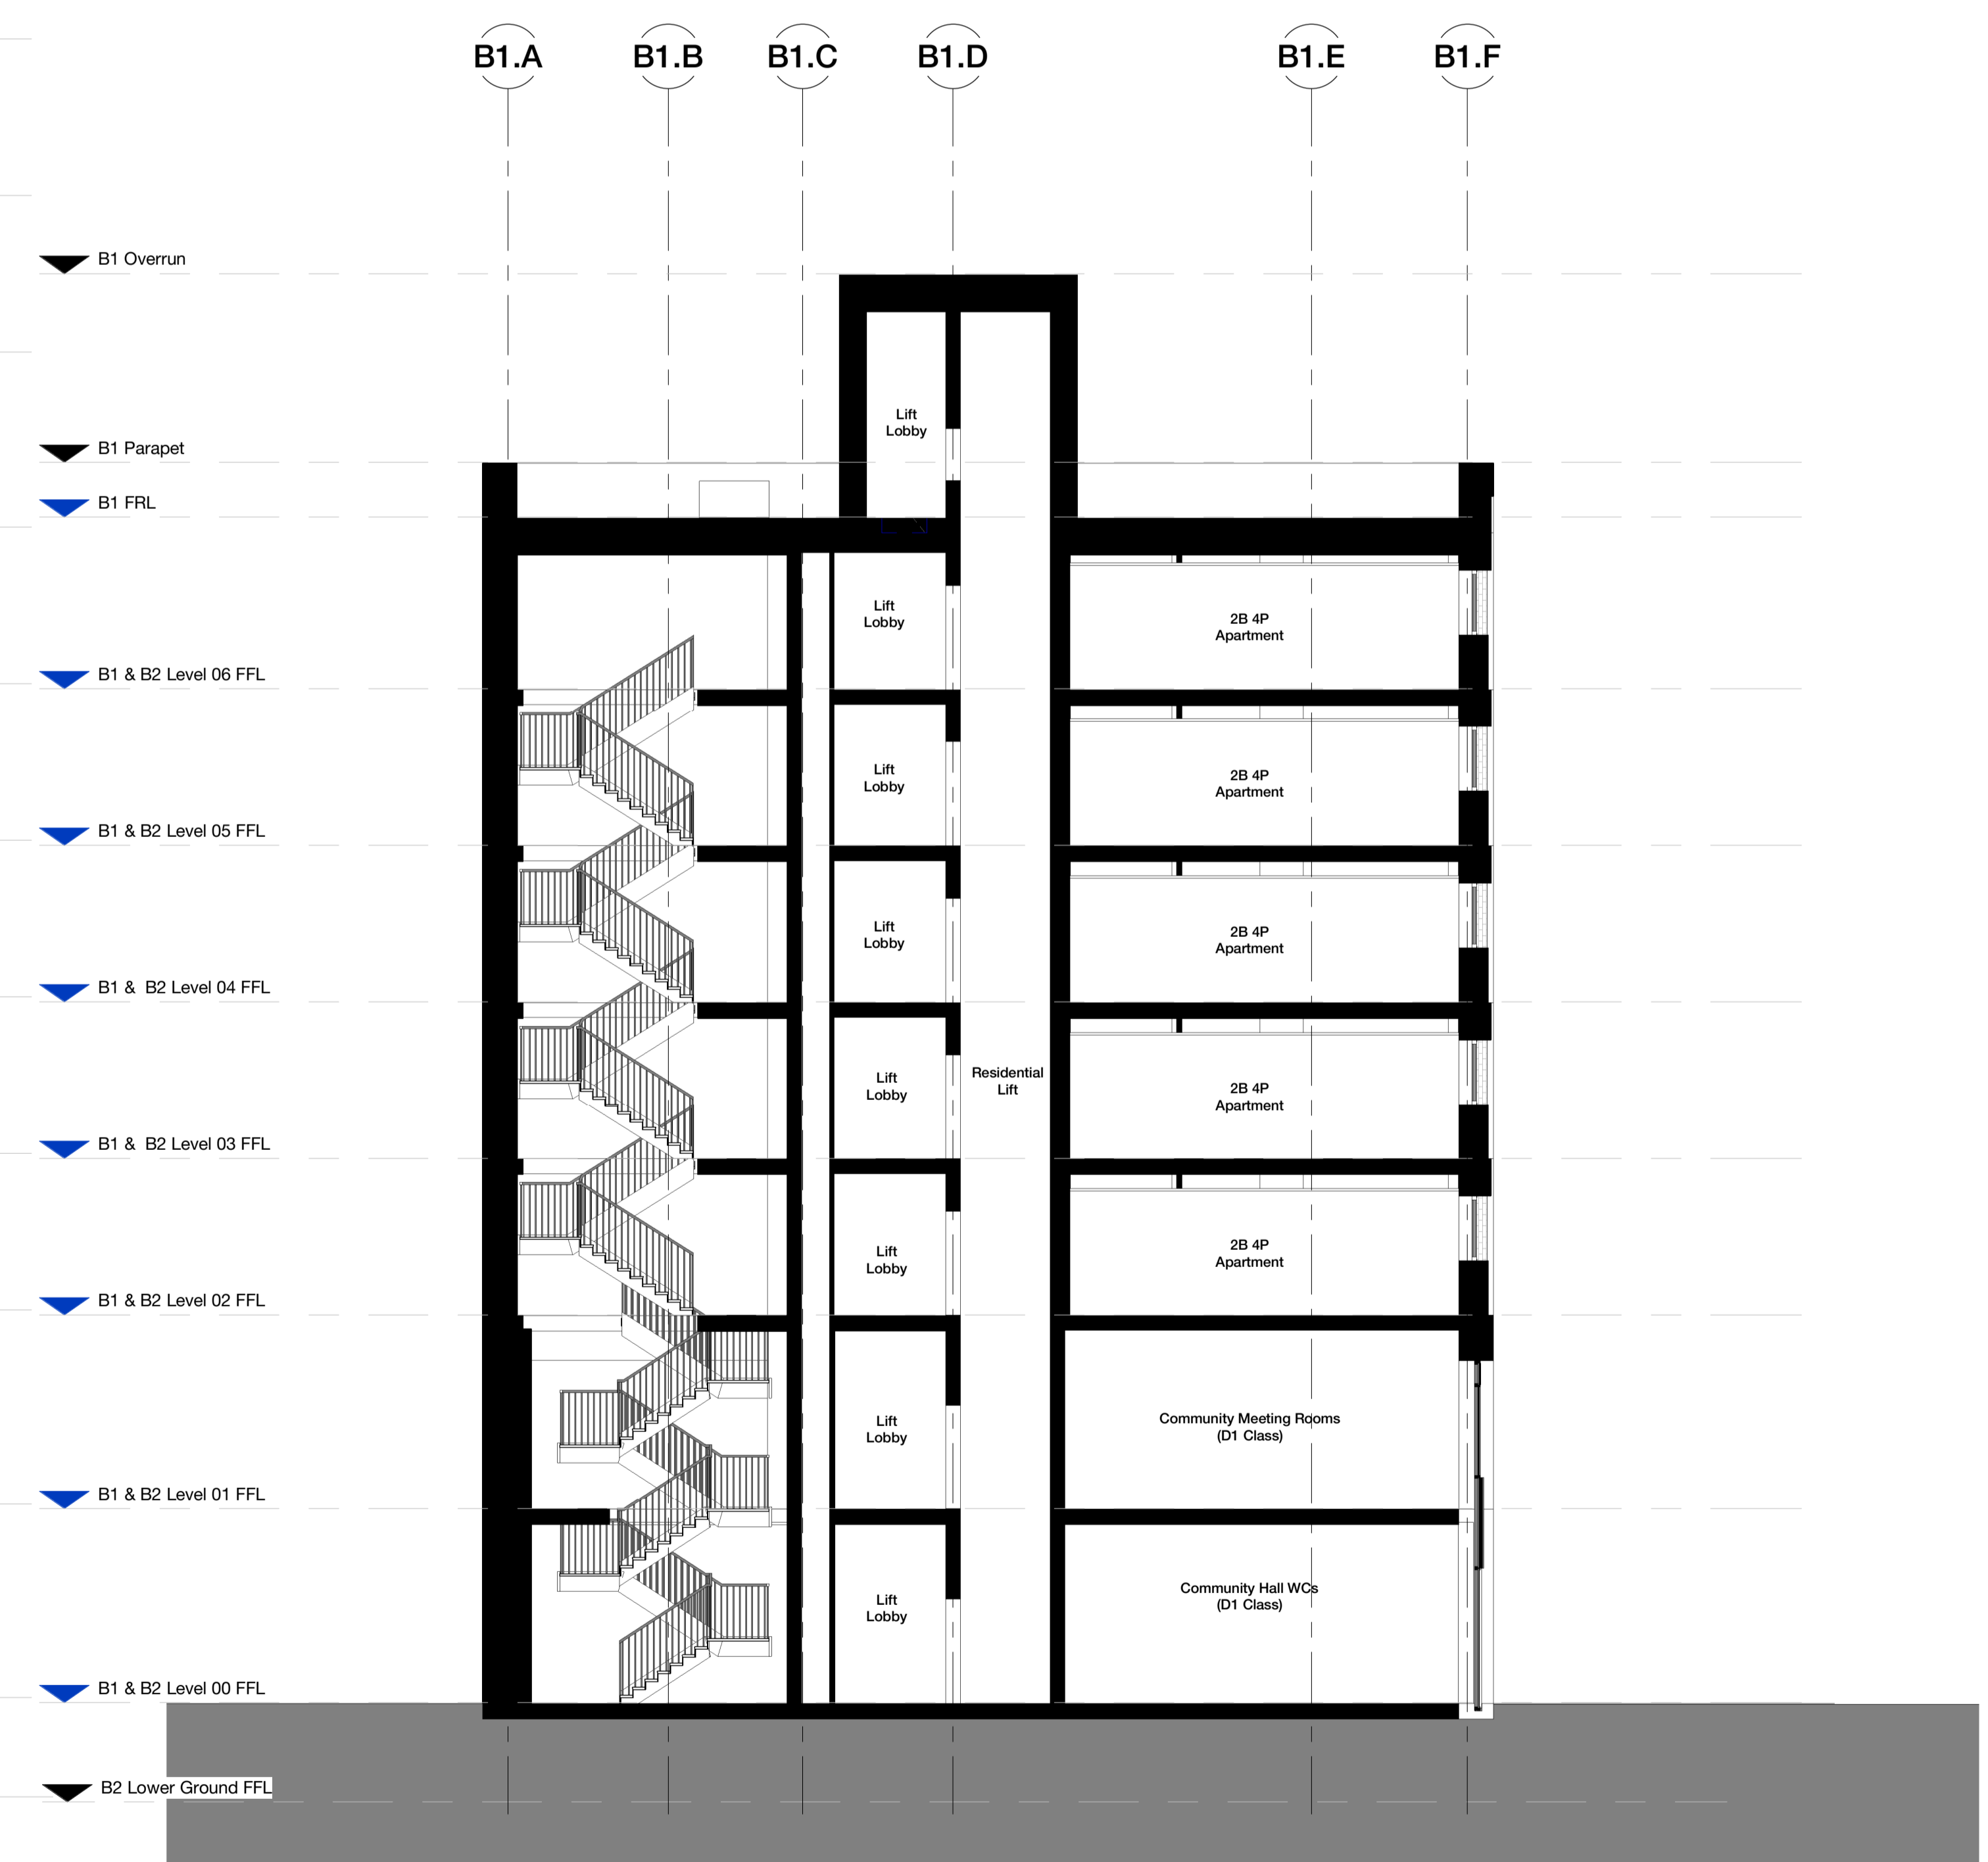 B1.A B1.B B1.C B1.D B1.E B1.F
B1 Overrun
Lift
Lobby
B1 Parapet
B1 FRL
Lift
Lobby
2B 4P
Apartment
B1 & B2 Level 06 FFL
Lift
Lobby
2B 4P
Apartment
B1 & B2 Level 05 FFL
Lift
Lobby
2B 4P
Apartment
B1 &  B2 Level 04 FFL
Residential
Lift
Lift
Lobby
2B 4P
Apartment
B1 &  B2 Level 03 FFL
Lift
Lobby
2B 4P
Apartment
B1 & B2 Level 02 FFL
Lift
Lobby
Community Meeting Rooms
(D1 Class)
B1 & B2 Level 01 FFL
Lift
Lobby
Community Hall WCs
(D1 Class)
B1 & B2 Level 00 FFL
B2 Lower Ground FFL